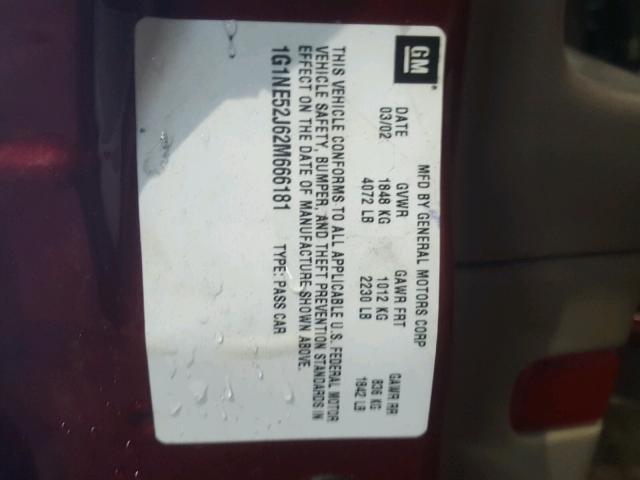 GM
MFD BY GENERAL MOTORS CORP
DATE GVWR GAWR FRT GAWR RR
03/02 1848 KG 1012 KG 836 KG
4072 LB 2230 LB 1842 LB
THIS VEHICLE CONFORMS TO ALL APPLICABLE U.S. FEDERAL MOTOR
VEHICLE SAFETY, BUMPER, AND THEFT PREVENTION STANDARDS IN
EFFECT ON THE DATE OF MANUFACTURE SHOWN ABOVE.
1G1NE52J62M666181 TYPE: PASS CAR